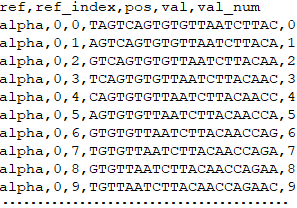 ref,ref_index,pos,val,val_num
alpha,0,0,TAGTCAGTGTGTTAATCTTAC,0
alpha,0,1,AGTCAGTGTGTTAATCTTACA,1
alpha,0,2,GTCAGTGTGTTAATCTTACAA,2
alpha,0,3,TCAGTGTGTTAATCTTACAAC,3
alpha,0,4,CAGTGTGTTAATCTTACAACC,4
alpha,0,5,AGTGTGTTAATCTTACAACCA,5
alpha,0,6,GTGTGTTAATCTTACAACCAG,6
alpha,0,7,TGTGTTAATCTTACAACCAGA,7
alpha,0,8,GTGTTAATCTTACAACCAGAA,8
alpha,0,9,TGTTAATCTTACAACCAGAAC,9